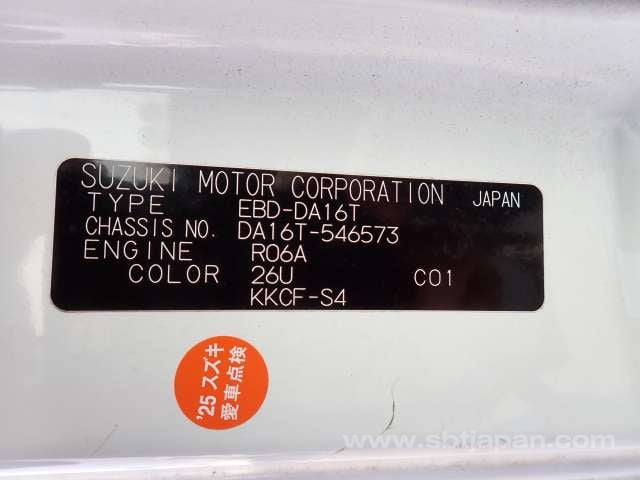 SUZUKI MOTOR CORPORATION JAPAN
TYPE EBD-DA16T
CHASSIS NO. DA16T-546573
ENGINE R06A
COLOR 26U C01
KKCF-S4
'25 スズキ
愛車点検
www.sbtjapan.com